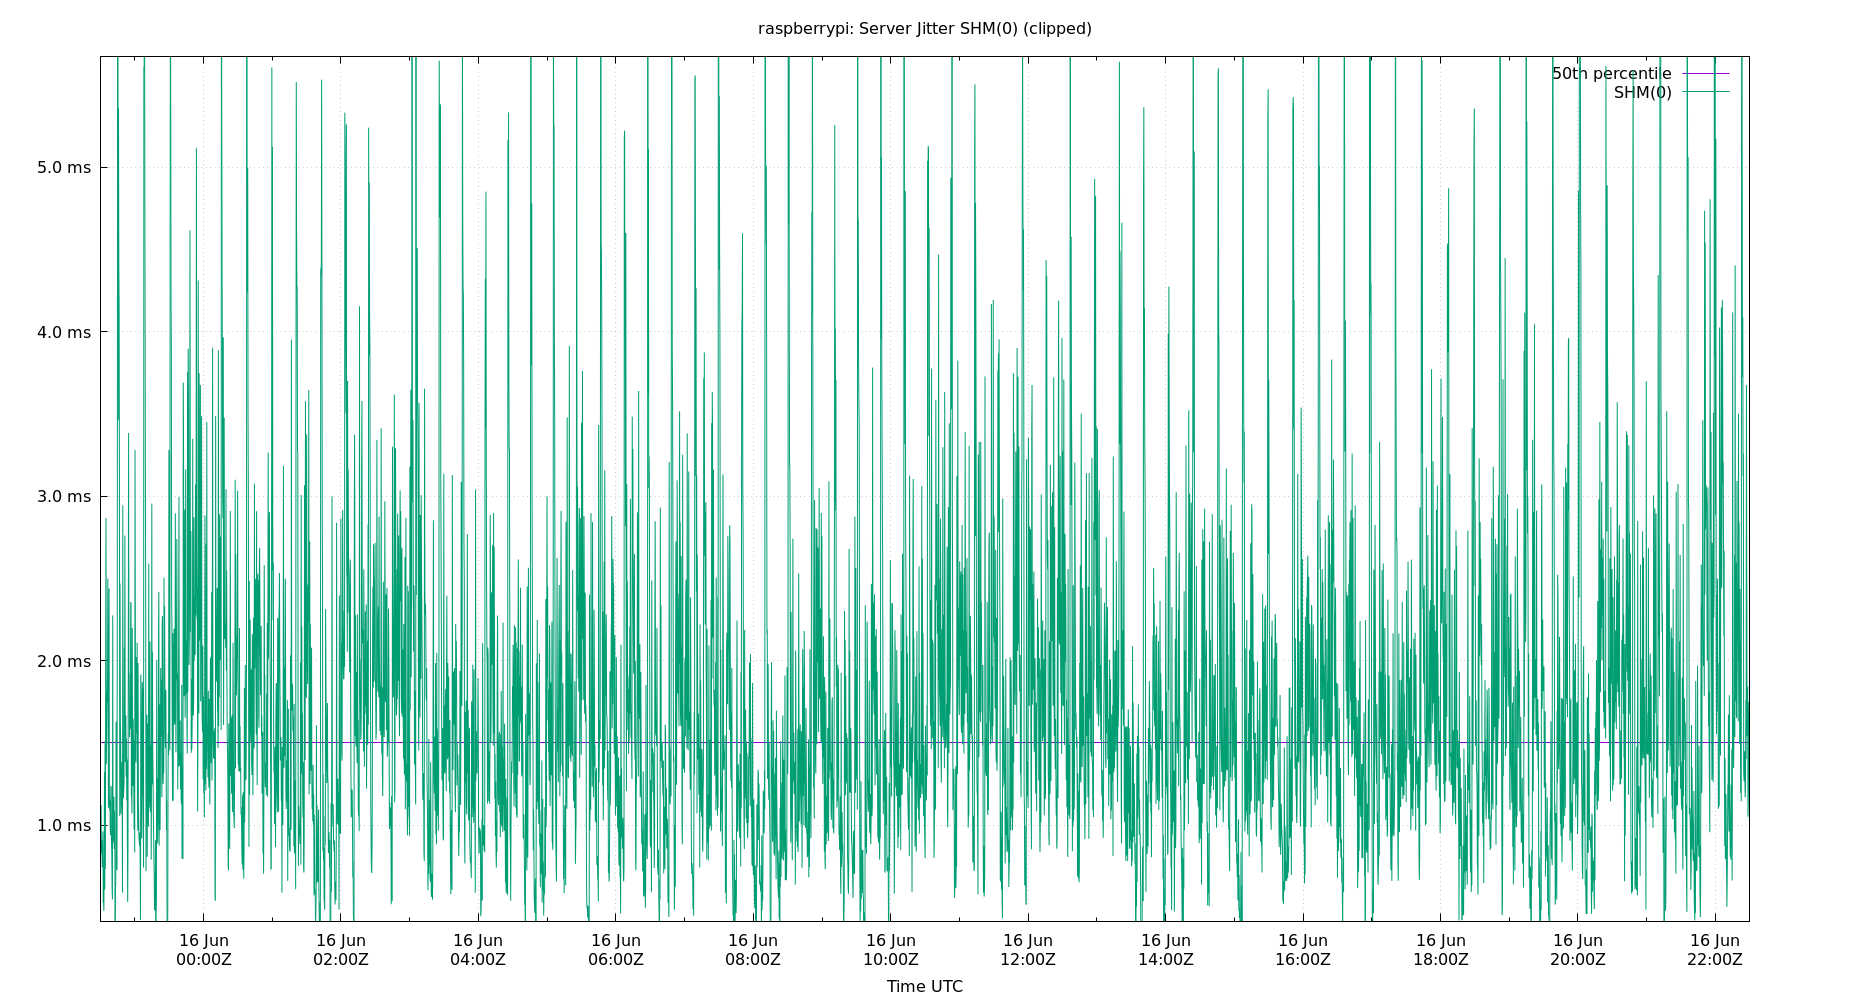 raspberrypi: Server Jitter SHM(0) (clipped)
50th percentile
SHM(0)
5.0 ms
4.0 ms
3.0 ms
2.0 ms
1.0 ms
16 Jun 16 Jun 16 Jun 16 Jun 16 Jun 16 Jun 16 Jun 16 Jun 16 Jun 16 Jun 16 Jun 16 Jun
00:00Z 02:00Z 04:00Z 06:00Z 08:00Z 10:00Z 12:00Z 14:00Z 16:00Z 18:00Z 20:00Z 22:00Z
Time UTC